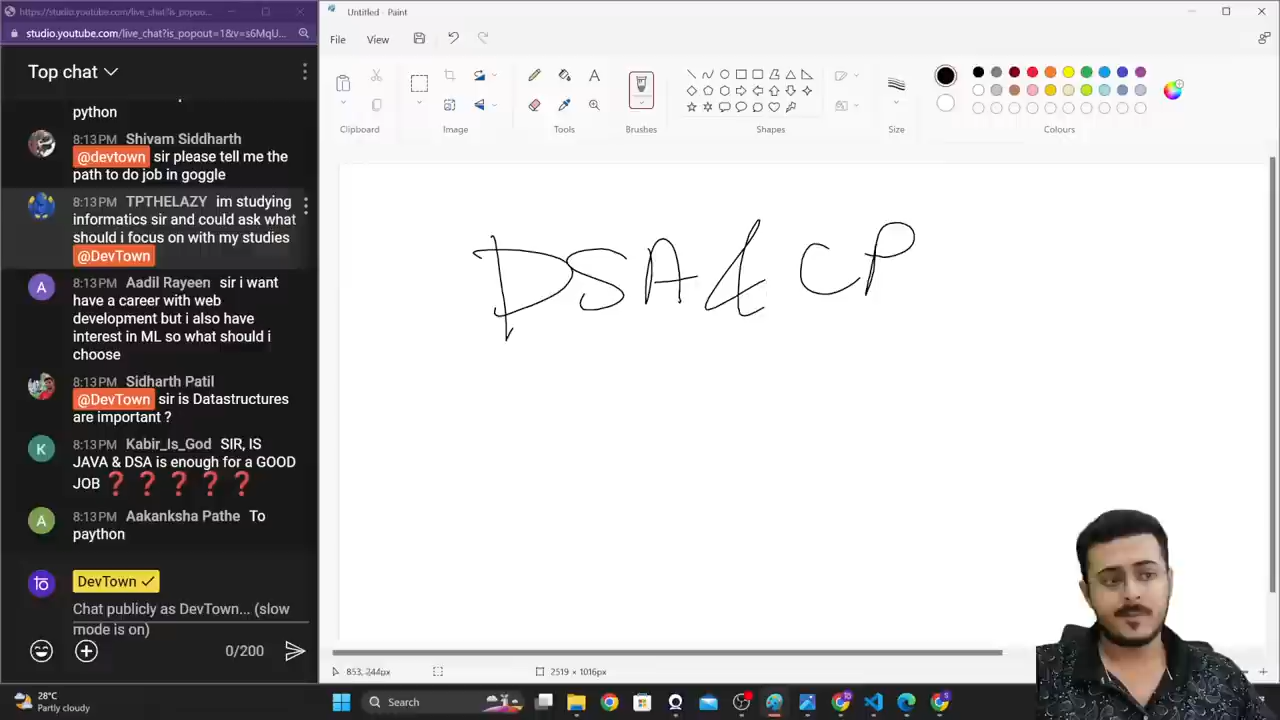 https://studio.youtube.com/live_chat?is_popou...
studio.youtube.com/live_chat?is_popout=1&v=s6MqU...
Top chat
python
8:13 PM Shivam Siddharth
@devtown sir please tell me the
path to do job in goggle
8:13 PM TPTHELAZY im studying
informatics sir and could ask what
should i focus on with my studies
@DevTown
A
8:13 PM Aadil Rayeen sir i want
have a career with web
development but i also have
interest in ML so what should i
choose
8:13 PM Sidharth Patil
@DevTown sir is Datastructures
are important ?
K
8:13 PM Kabir_Is_God SIR, IS
JAVA & DSA is enough for a GOOD
JOB ❓ ❓ ❓ ❓ ❓
A
8:13 PM Aakanksha Pathe To
paython
DevTown
Chat publicly as DevTown... (slow
mode is on)
0/200
Untitled - Paint
File View
Clipboard Image Tools Brushes Shapes Size Colours
DSA & CP
853, 244px 2519 × 1016px
28°C
Partly cloudy
Search